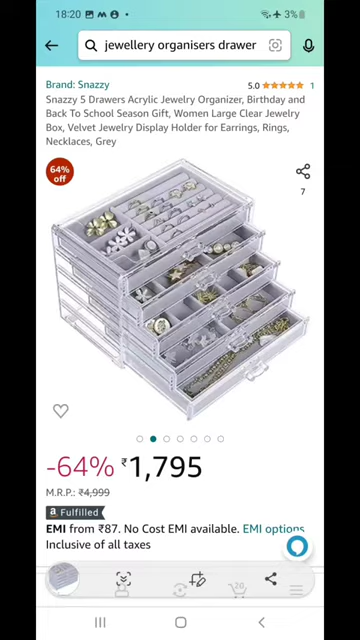 18:20
3%
jewellery organisers drawer
Brand: Snazzy
5.0
1
Snazzy 5 Drawers Acrylic Jewelry Organizer, Birthday and
Back To School Season Gift, Women Large Clear Jewelry
Box, Velvet Jewelry Display Holder for Earrings, Rings,
Necklaces, Grey
64%
off
7
-64% ₹1,795
M.R.P.: ₹4,999
a Fulfilled
EMI from ₹87. No Cost EMI available. EMI options
Inclusive of all taxes
20